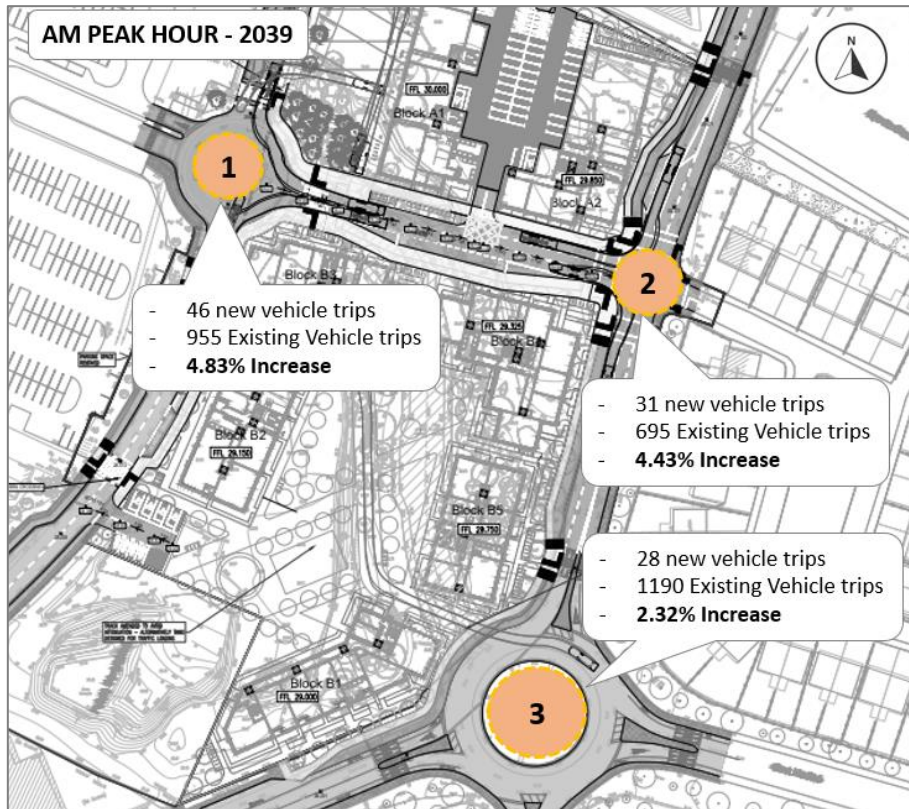 AM PEAK HOUR - 2039
N
FFL 30.000
Block A1
1
FFL 29.850
Block A2
2
Block B3
- 46 new vehicle trips
- 955 Existing Vehicle trips
- 4.83% Increase
FFL 29.325
- 31 new vehicle trips
- 695 Existing Vehicle trips
- 4.43% Increase
Block B2
FFL 29.150
Block B5
FFL 29.750
- 28 new vehicle trips
- 1190 Existing Vehicle trips
- 2.32% Increase
Block B1
FFL 29.000
3